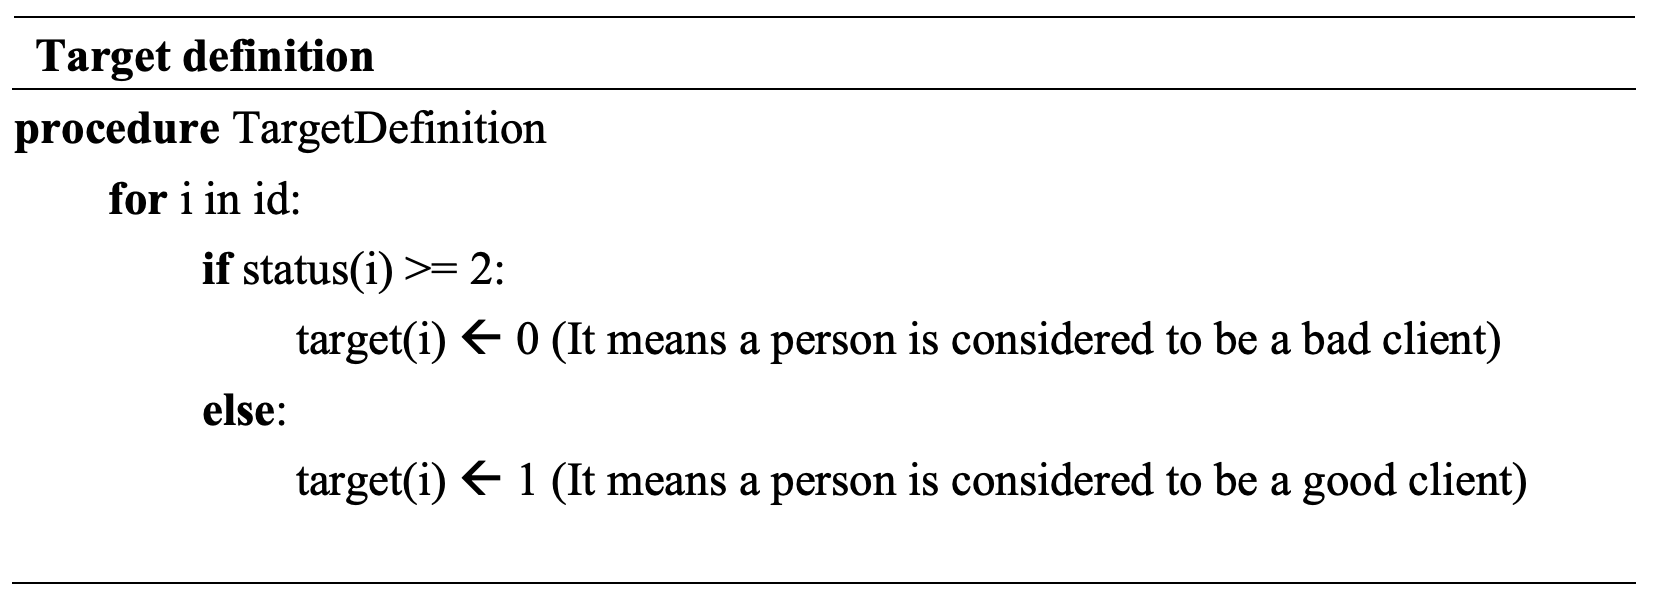 Target definition
procedure TargetDefinition
for i in id:
if status(i) >= 2:
target(i) ← 0 (It means a person is considered to be a bad client)
else:
target(i) ← 1 (It means a person is considered to be a good client)